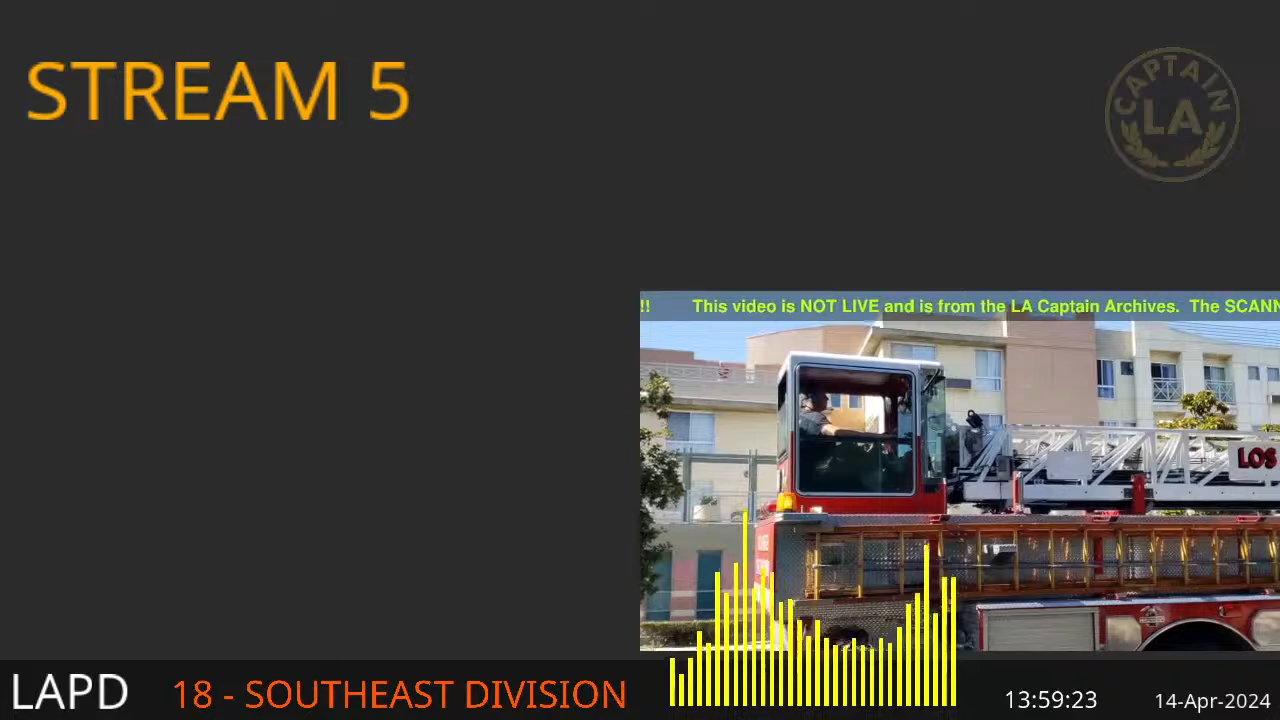 STREAM 5
CAPTAIN
LA
!! This video is NOT LIVE and is from the LA Captain Archives. The SCANN
LOS
LAPD 18 - SOUTHEAST DIVISION 13:59:23 14-Apr-2024